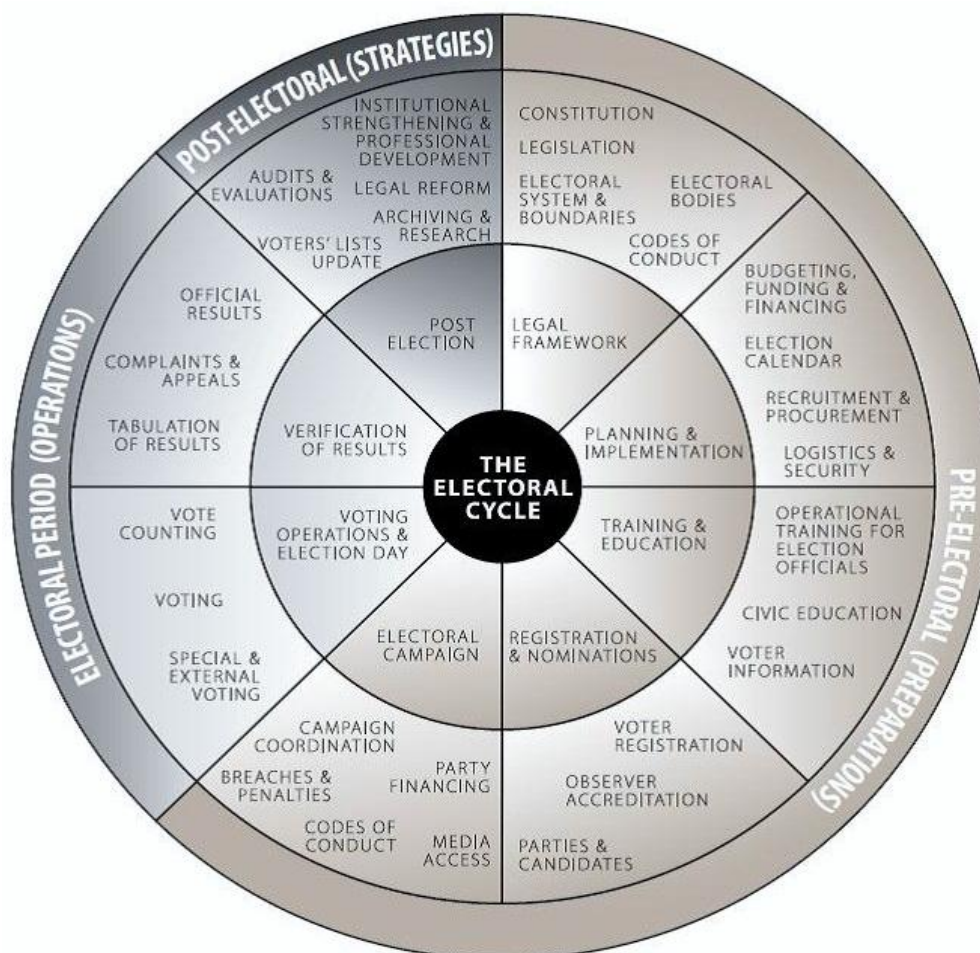 POST-ELECTORAL (STRATEGIES)
INSTITUTIONAL
STRENGTHENING &
PROFESSIONAL
DEVELOPMENT
AUDITS &
EVALUATIONS
LEGAL REFORM
ARCHIVING &
RESEARCH
VOTERS' LISTS
UPDATE
POST
ELECTION
PRE-ELECTORAL (PREPARATIONS)
CONSTITUTION
LEGISLATION
ELECTORAL
SYSTEM &
BOUNDARIES
ELECTORAL
BODIES
CODES OF
CONDUCT
LEGAL
FRAMEWORK
BUDGETING,
FUNDING &
FINANCING
ELECTION
CALENDAR
RECRUITMENT &
PROCUREMENT
LOGISTICS &
SECURITY
PLANNING &
IMPLEMENTATION
OPERATIONAL
TRAINING FOR
ELECTION
OFFICIALS
CIVIC EDUCATION
VOTER
INFORMATION
TRAINING &
EDUCATION
VOTER
REGISTRATION
OBSERVER
ACCREDITATION
PARTIES &
CANDIDATES
REGISTRATION
& NOMINATIONS
ELECTORAL
CAMPAIGN
CAMPAIGN
COORDINATION
BREACHES &
PENALTIES
PARTY
FINANCING
CODES OF
CONDUCT
MEDIA
ACCESS
ELECTORAL PERIOD (OPERATIONS)
VOTING
OPERATIONS &
ELECTION DAY
VOTE
COUNTING
VOTING
SPECIAL &
EXTERNAL
VOTING
VERIFICATION
OF RESULTS
OFFICIAL
RESULTS
COMPLAINTS &
APPEALS
TABULATION
OF RESULTS
THE
ELECTORAL
CYCLE